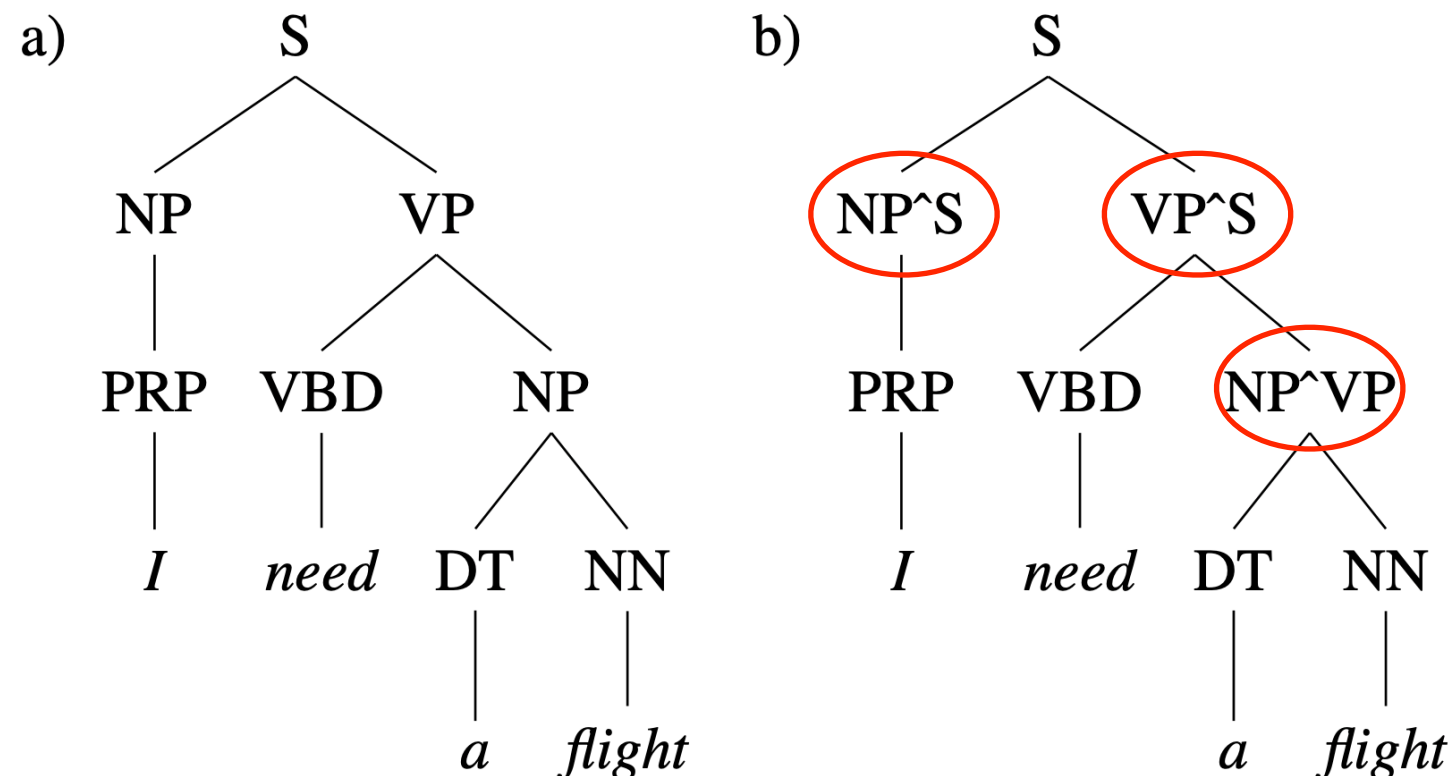 a) S b) S
NP VP NP^S VP^S
PRP VBD NP PRP VBD NP^VP
I need DT NN I need DT NN
a flight a flight